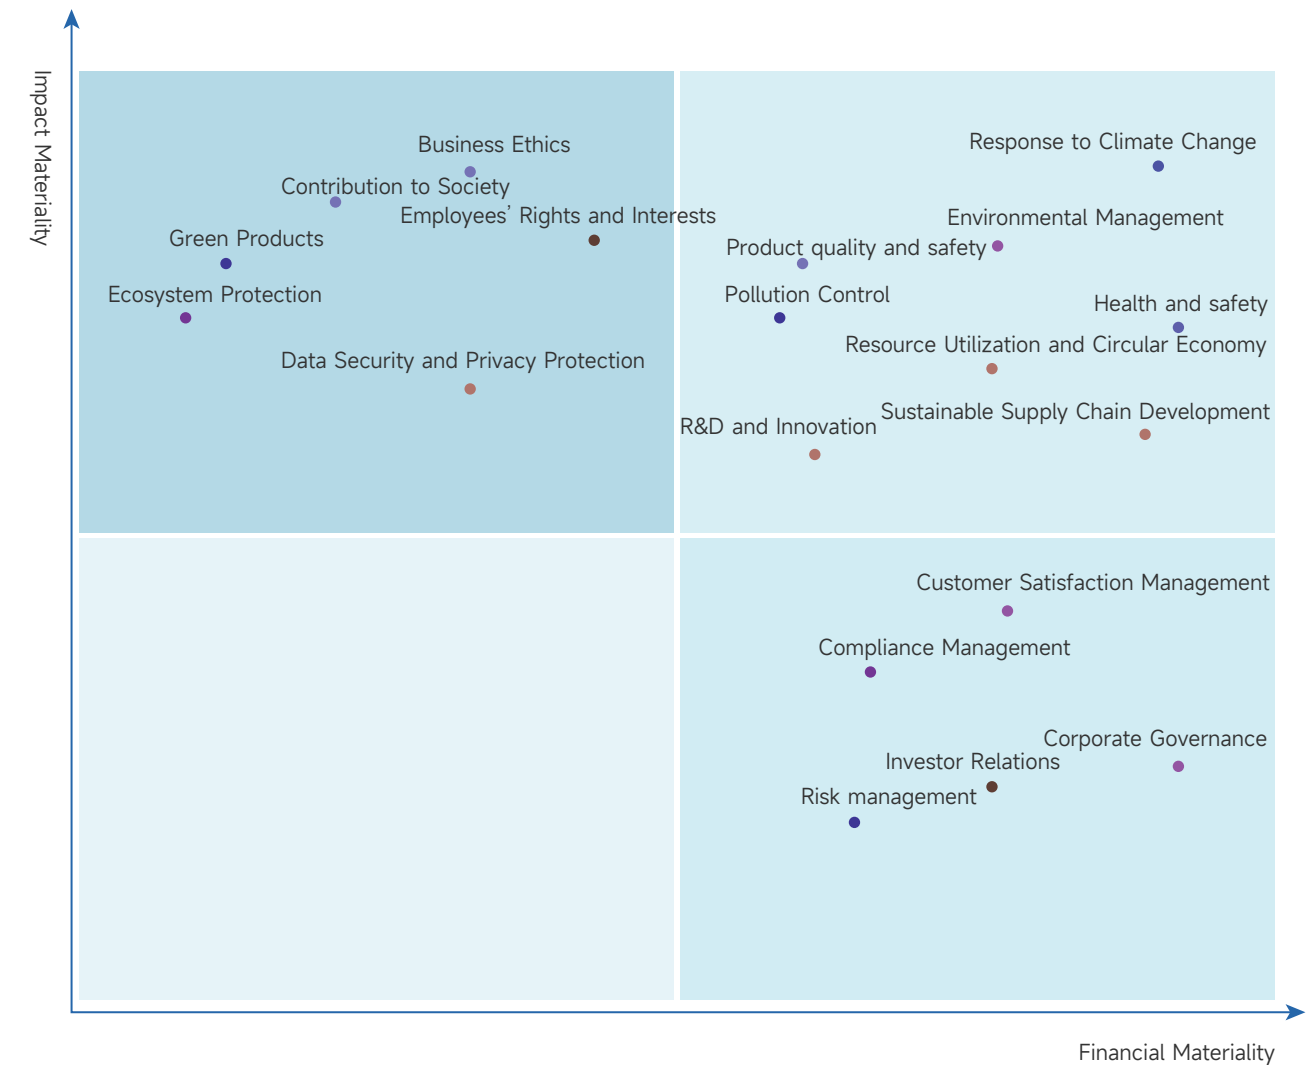 Impact Materiality
Business Ethics
Contribution to Society
Employees’ Rights and Interests
Green Products
Ecosystem Protection
Data Security and Privacy Protection
Response to Climate Change
Environmental Management
Product quality and safety
Pollution Control
Health and safety
Resource Utilization and Circular Economy
Sustainable Supply Chain Development
R&D and Innovation
Customer Satisfaction Management
Compliance Management
Corporate Governance
Investor Relations
Risk management
Financial Materiality